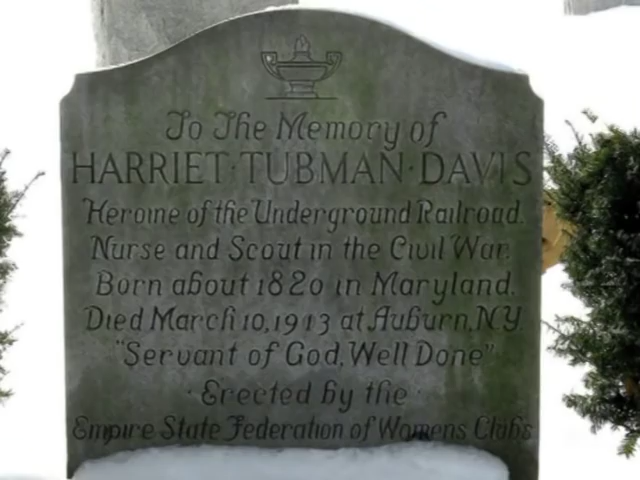 To The Memory of
HARRIET·TUBMAN·DAVIS
Heroine of the Underground Railroad.
Nurse and Scout in the Civil War.
Born about 1820 in Maryland.
Died March 10, 1913 at Auburn, N.Y.
"Servant of God, Well Done"
·Erected by the·
Empire State Federation of Womens Clubs